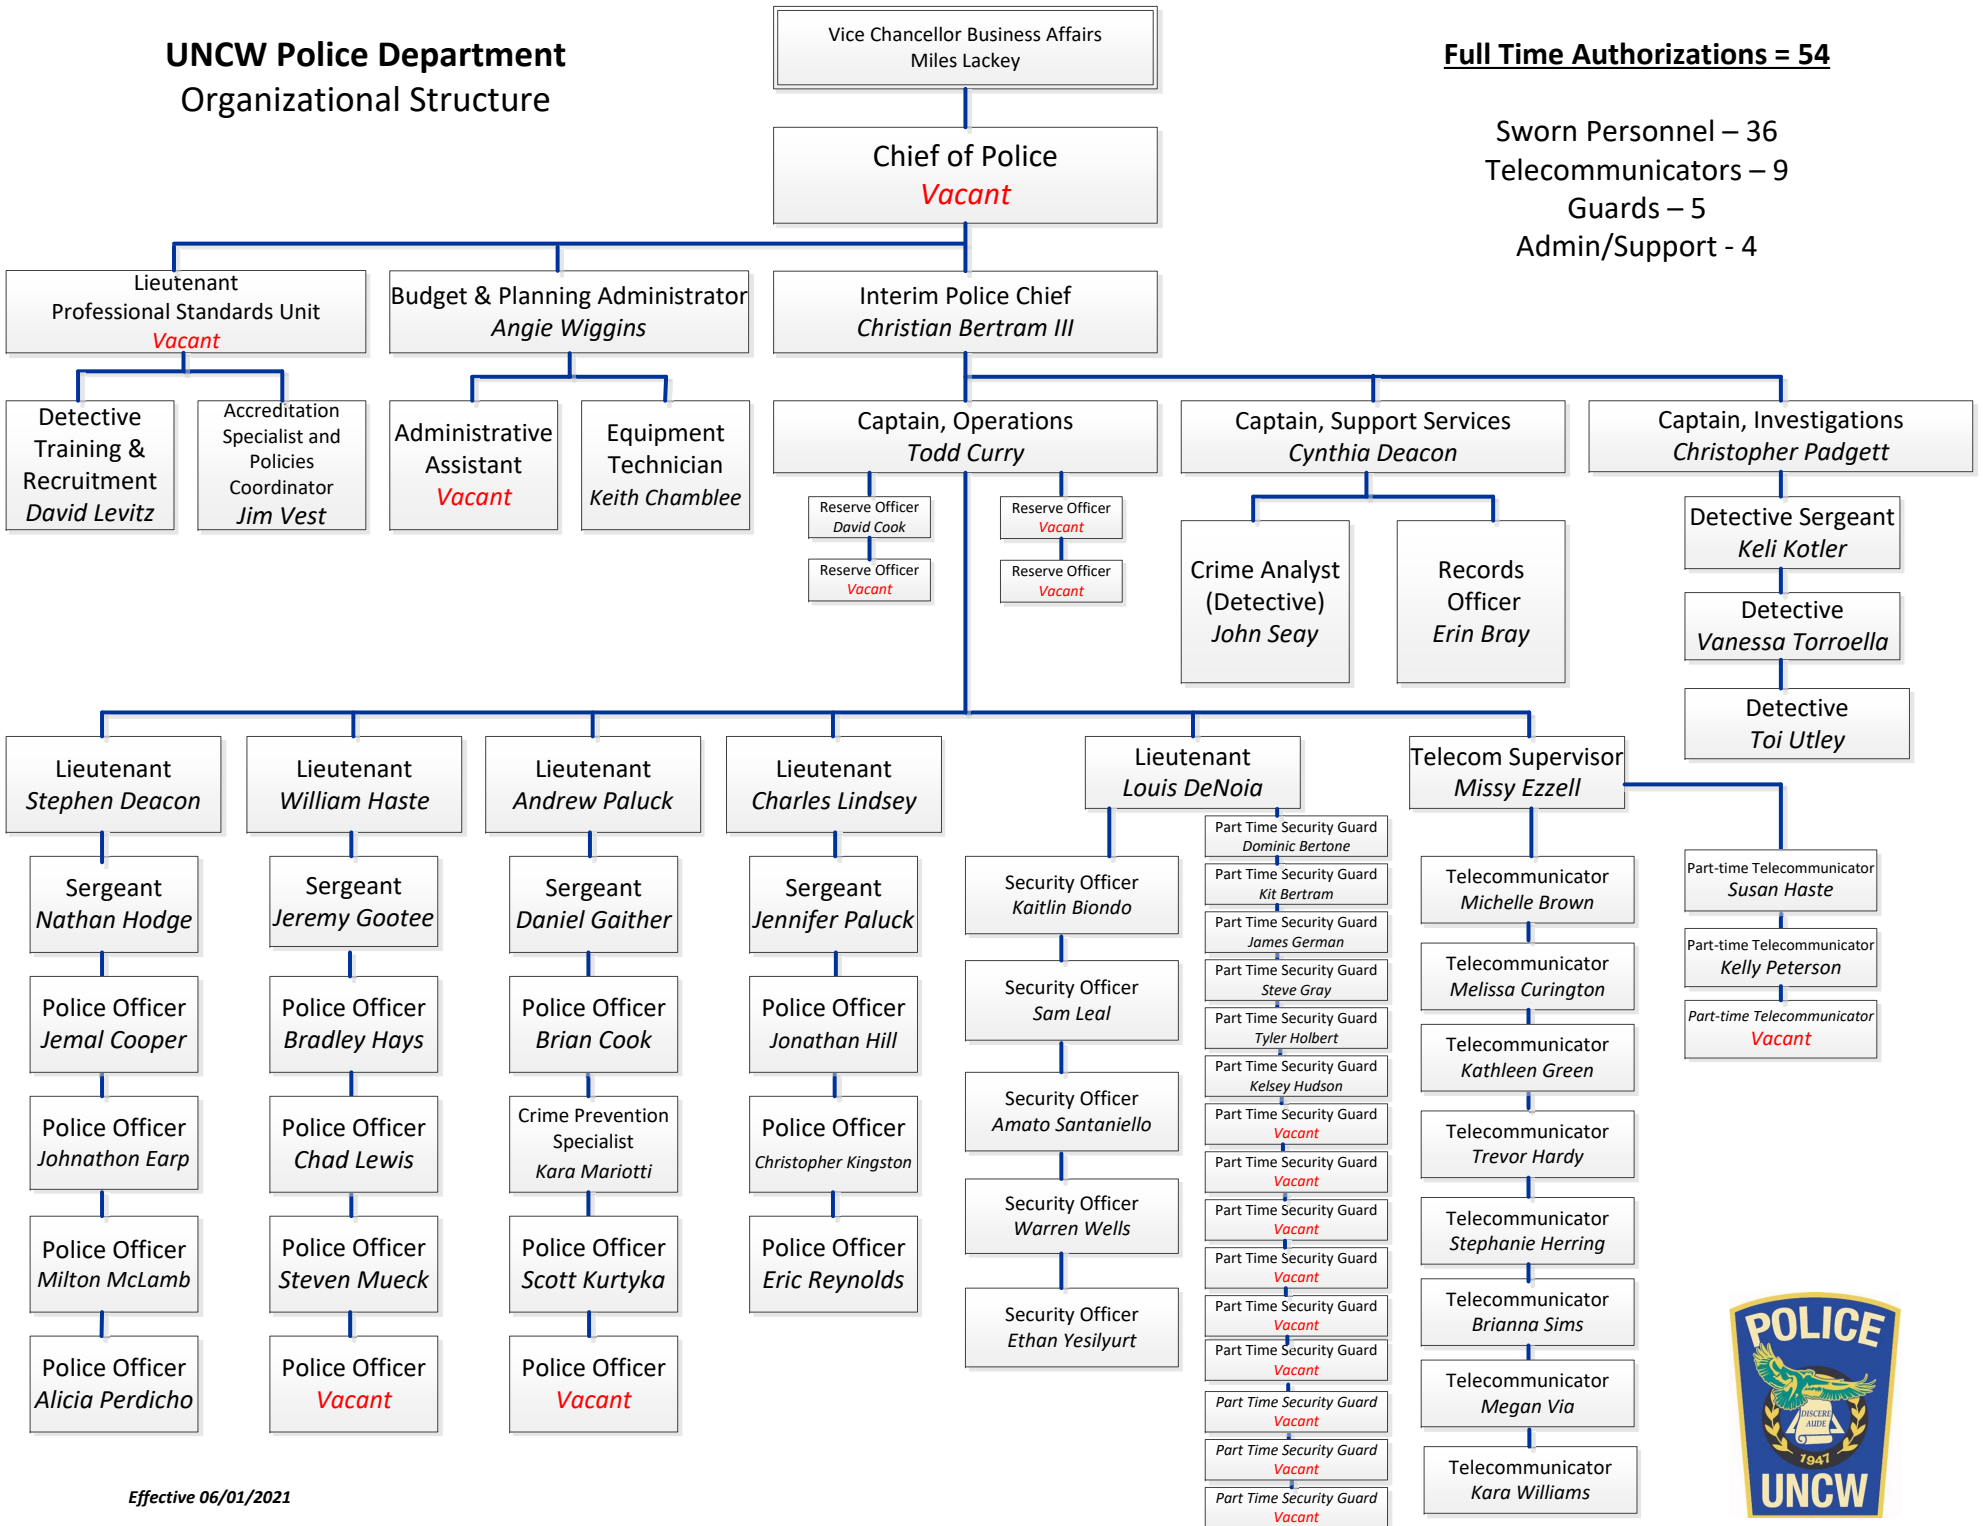 UNCW Police Department
Organizational Structure
Vice Chancellor Business Affairs
Miles Lackey
Full Time Authorizations = 54
Sworn Personnel – 36
Telecommunicators – 9
Guards – 5
Admin/Support - 4
Chief of Police
Vacant
Lieutenant
Professional Standards Unit
Vacant
Budget & Planning Administrator
Angie Wiggins
Interim Police Chief
Christian Bertram III
Detective
Training &
Recruitment
David Levitz
Accreditation
Specialist and
Policies
Coordinator
Jim Vest
Administrative
Assistant
Vacant
Equipment
Technician
Keith Chamblee
Captain, Operations
Todd Curry
Captain, Support Services
Cynthia Deacon
Captain, Investigations
Christopher Padgett
Reserve Officer
David Cook
Reserve Officer
Vacant
Reserve Officer
Vacant
Reserve Officer
Vacant
Crime Analyst
(Detective)
John Seay
Records
Officer
Erin Bray
Detective Sergeant
Keli Kotler
Detective
Vanessa Torroella
Detective
Toi Utley
Lieutenant
Stephen Deacon
Sergeant
Nathan Hodge
Police Officer
Jemal Cooper
Police Officer
Johnathon Earp
Police Officer
Milton McLamb
Police Officer
Alicia Perdicho
Lieutenant
William Haste
Sergeant
Jeremy Gootee
Police Officer
Bradley Hays
Police Officer
Chad Lewis
Police Officer
Steven Mueck
Police Officer
Vacant
Lieutenant
Andrew Paluck
Sergeant
Daniel Gaither
Police Officer
Brian Cook
Crime Prevention
Specialist
Kara Mariotti
Police Officer
Scott Kurtyka
Police Officer
Vacant
Lieutenant
Charles Lindsey
Sergeant
Jennifer Paluck
Police Officer
Jonathan Hill
Police Officer
Christopher Kingston
Police Officer
Eric Reynolds
Lieutenant
Louis DeNoia
Security Officer
Kaitlin Biondo
Security Officer
Sam Leal
Security Officer
Amato Santaniello
Security Officer
Warren Wells
Security Officer
Ethan Yesilyurt
Part Time Security Guard
Dominic Bertone
Part Time Security Guard
Kit Bertram
Part Time Security Guard
James German
Part Time Security Guard
Steve Gray
Part Time Security Guard
Tyler Holbert
Part Time Security Guard
Kelsey Hudson
Part Time Security Guard
Vacant
Part Time Security Guard
Vacant
Part Time Security Guard
Vacant
Part Time Security Guard
Vacant
Part Time Security Guard
Vacant
Part Time Security Guard
Vacant
Part Time Security Guard
Vacant
Part Time Security Guard
Vacant
Part Time Security Guard
Vacant
Telecom Supervisor
Missy Ezzell
Telecommunicator
Michelle Brown
Telecommunicator
Melissa Curington
Telecommunicator
Kathleen Green
Telecommunicator
Trevor Hardy
Telecommunicator
Stephanie Herring
Telecommunicator
Brianna Sims
Telecommunicator
Megan Via
Telecommunicator
Kara Williams
Part-time Telecommunicator
Susan Haste
Part-time Telecommunicator
Kelly Peterson
Part-time Telecommunicator
Vacant
POLICE
DISCERE
AUDE
1947
UNCW
Effective 06/01/2021